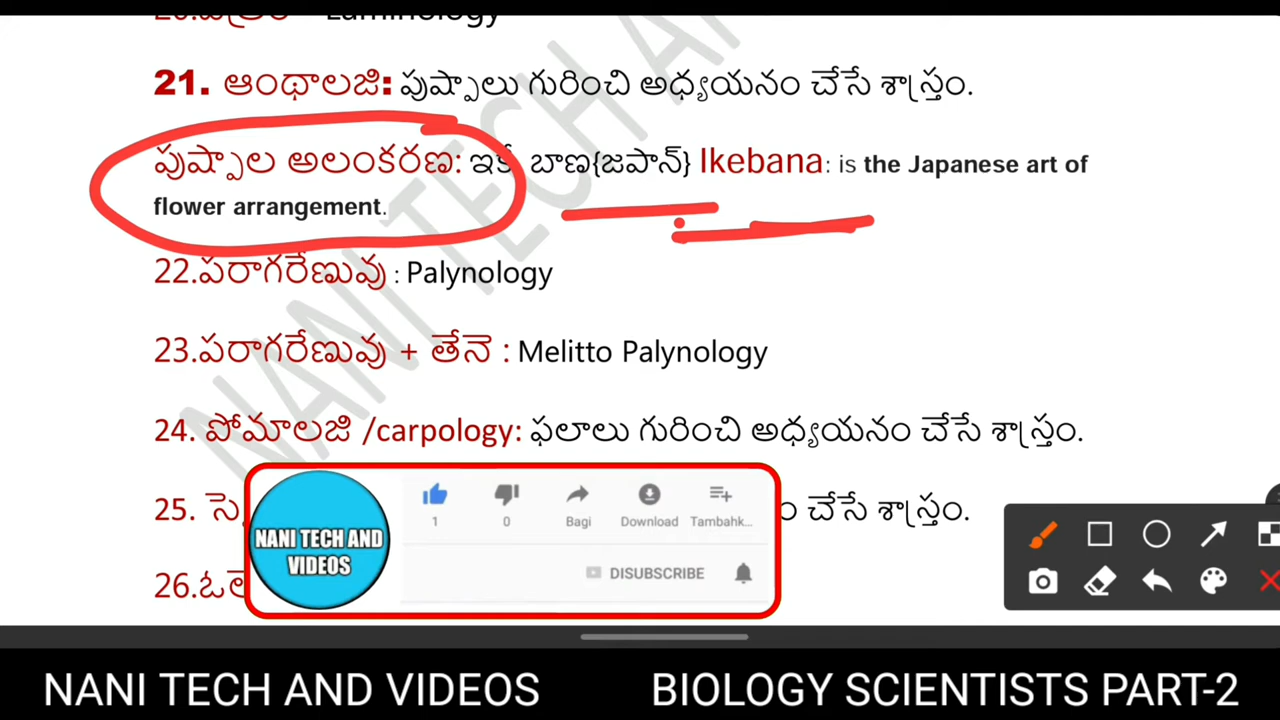 Laminology
21. ఆంథాలజి: పుష్పాలు గురించి అధ్యయనం చేసే శాస్త్రం.
పుష్పాల అలంకరణ: ఇకే బాణ{జపాన్} Ikebana: is the Japanese art of
flower arrangement.
22.పరాగరేణువు : Palynology
23.పరాగరేణువు + తేనె : Melitto Palynology
24. పోమాలజి /carpology: ఫలాలు గురించి అధ్యయనం చేసే శాస్త్రం.
25. చేసే శాస్త్రం.
26.
NANI TECH AND
VIDEOS
1 0 Bagi Download Tambahk...
DISUBSCRIBE
NANI TECH AND VIDEOS BIOLOGY SCIENTISTS PART-2